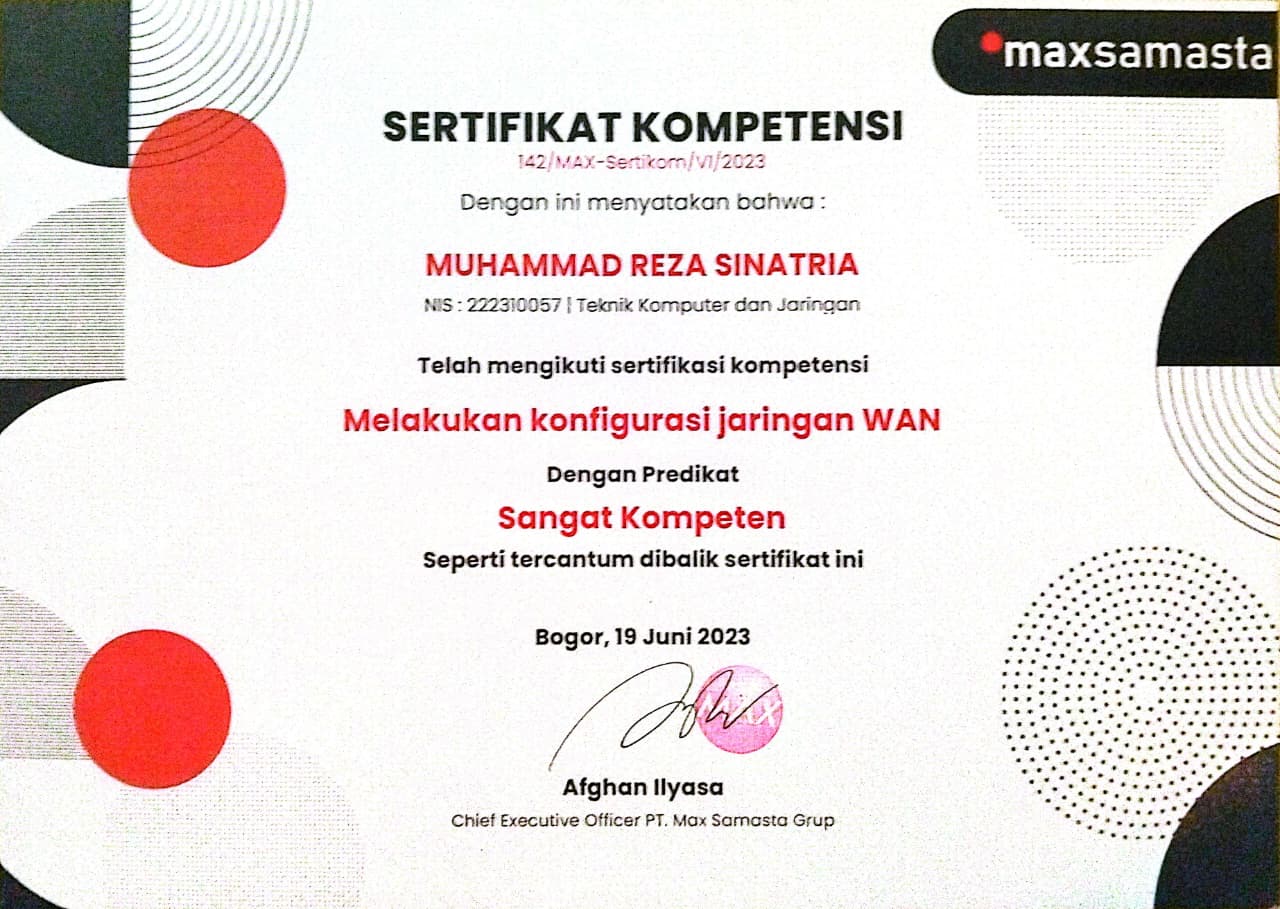 maxsamasta
SERTIFIKAT KOMPETENSI
142/MAX-Sertikom/VI/2023
Dengan ini menyatakan bahwa :
MUHAMMAD REZA SINATRIA
NIS : 222310057 | Teknik Komputer dan Jaringan
Telah mengikuti sertifikasi kompetensi
Melakukan konfigurasi jaringan WAN
Dengan Predikat
Sangat Kompeten
Seperti tercantum dibalik sertifikat ini
Bogor, 19 Juni 2023
MAX
Afghan Ilyasa
Chief Executive Officer PT. Max Samasta Grup